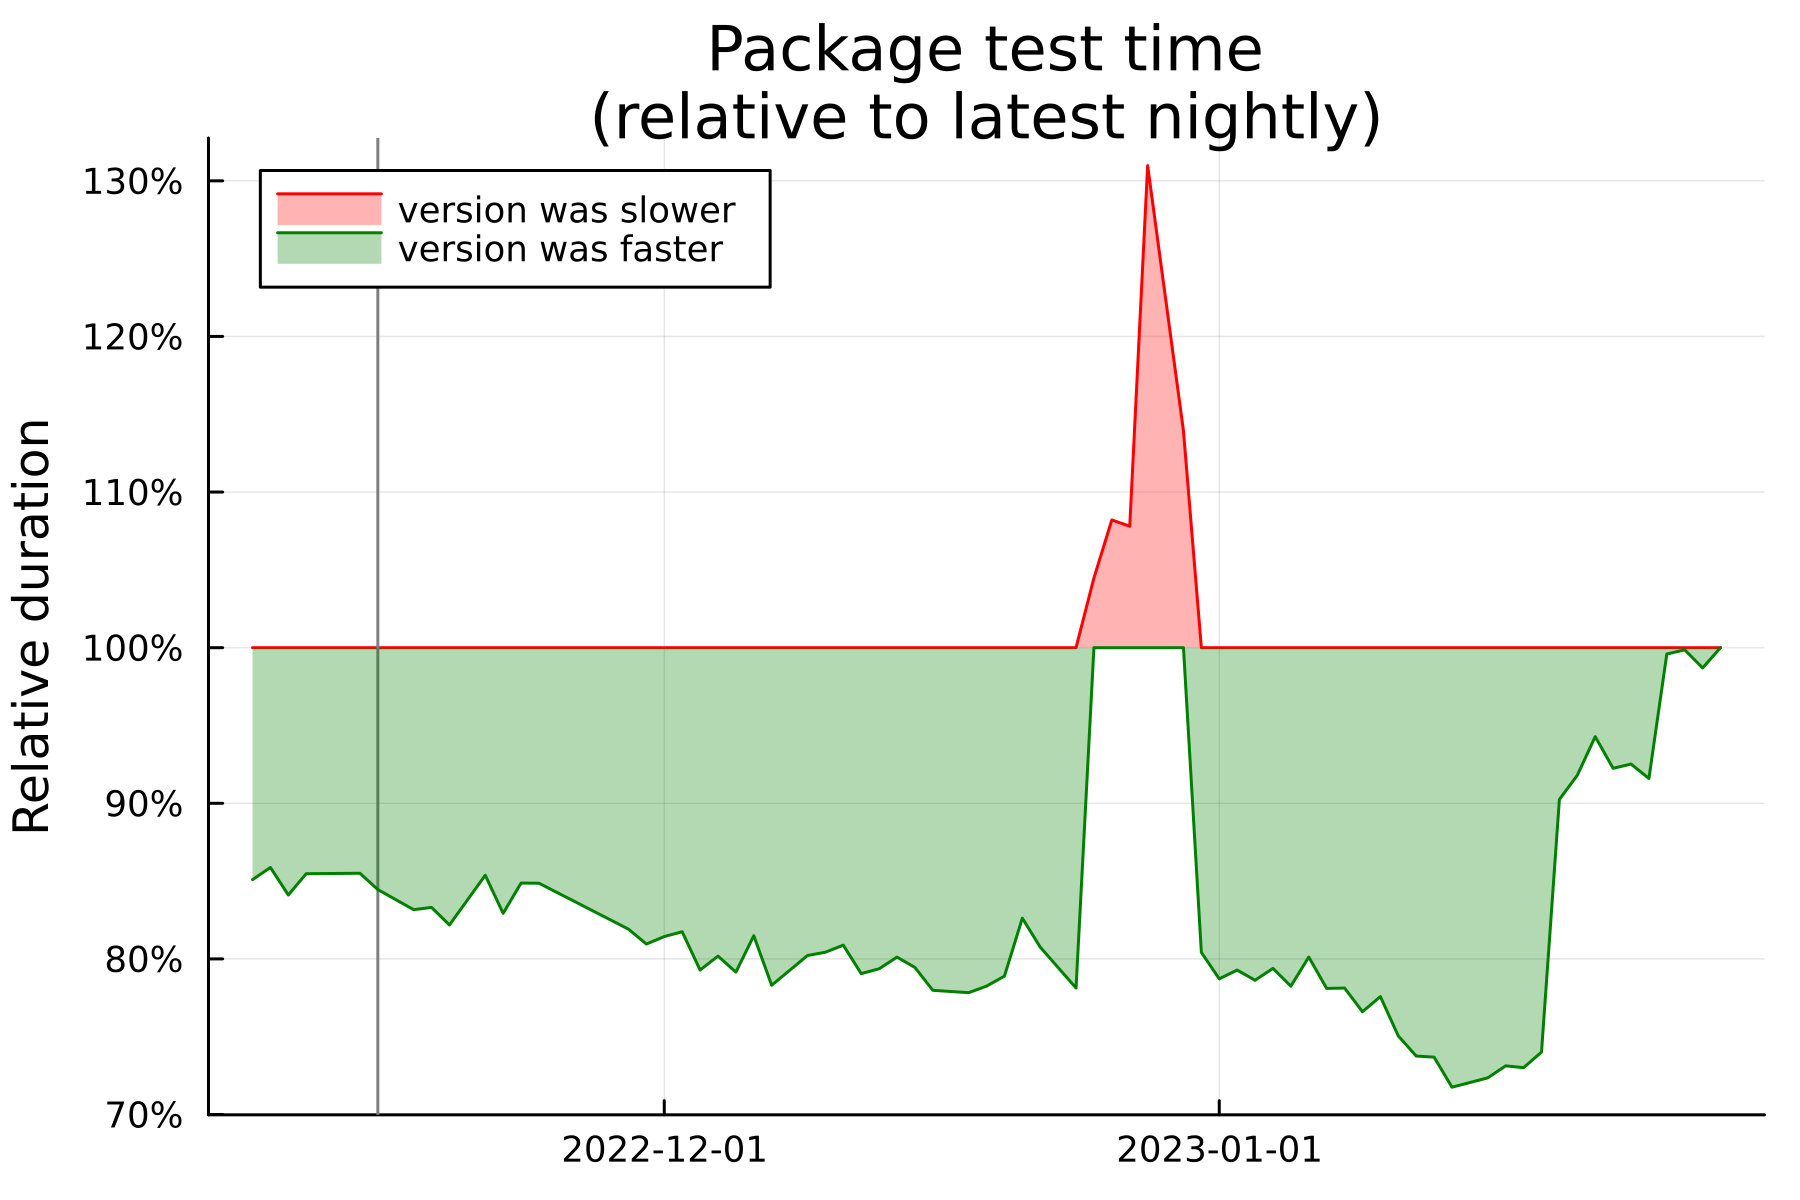 Package test time
(relative to latest nightly)
130%
version was slower
version was faster
120%
110%
Relative duration
100%
90%
80%
70%
2022-12-01
2023-01-01